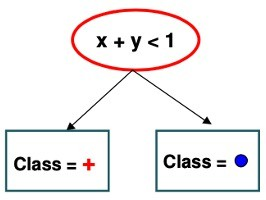 x + y < 1
Class = +
Class =